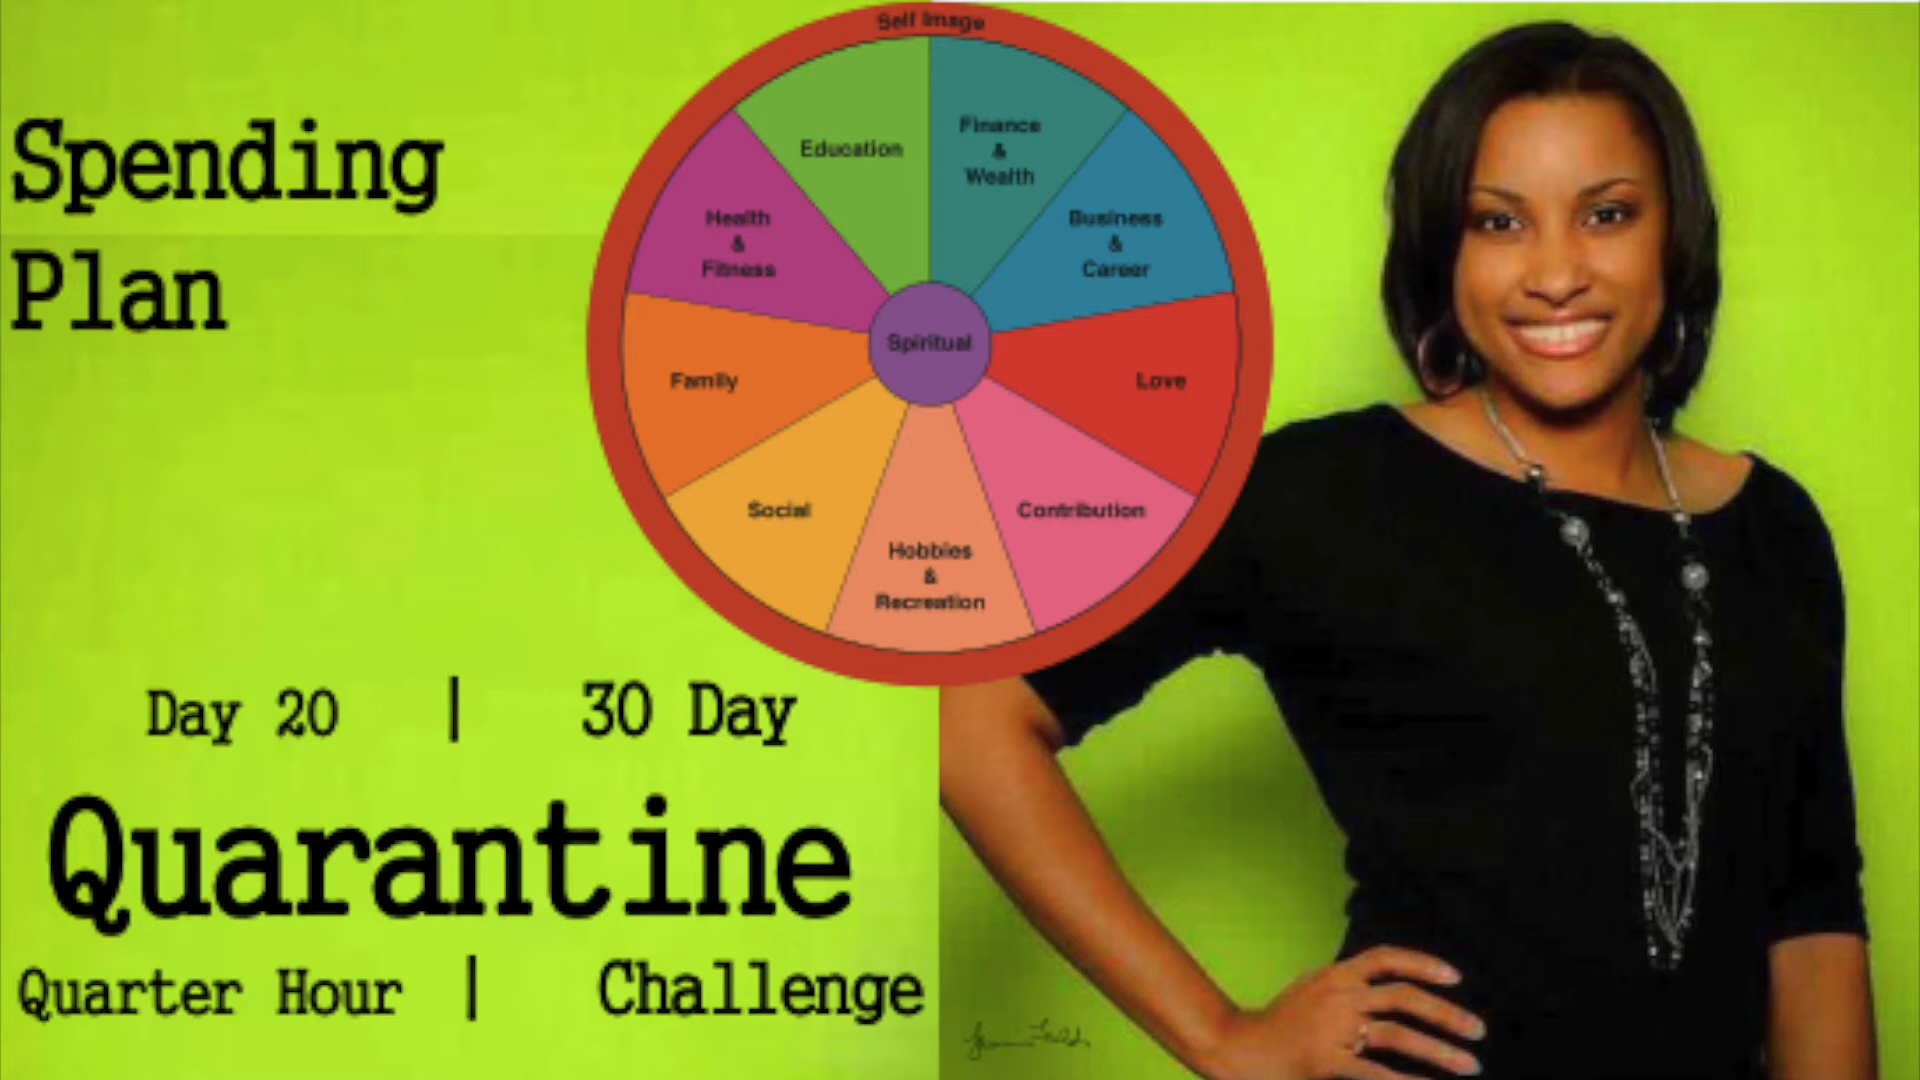 Self Image
Spending
Plan
Education
Finance
&
Wealth
Health
&
Fitness
Business
&
Career
Spiritual
Family
Love
Social
Contribution
Hobbies
&
Recreation
Day 20 | 30 Day
Quarantine
Quarter Hour | Challenge